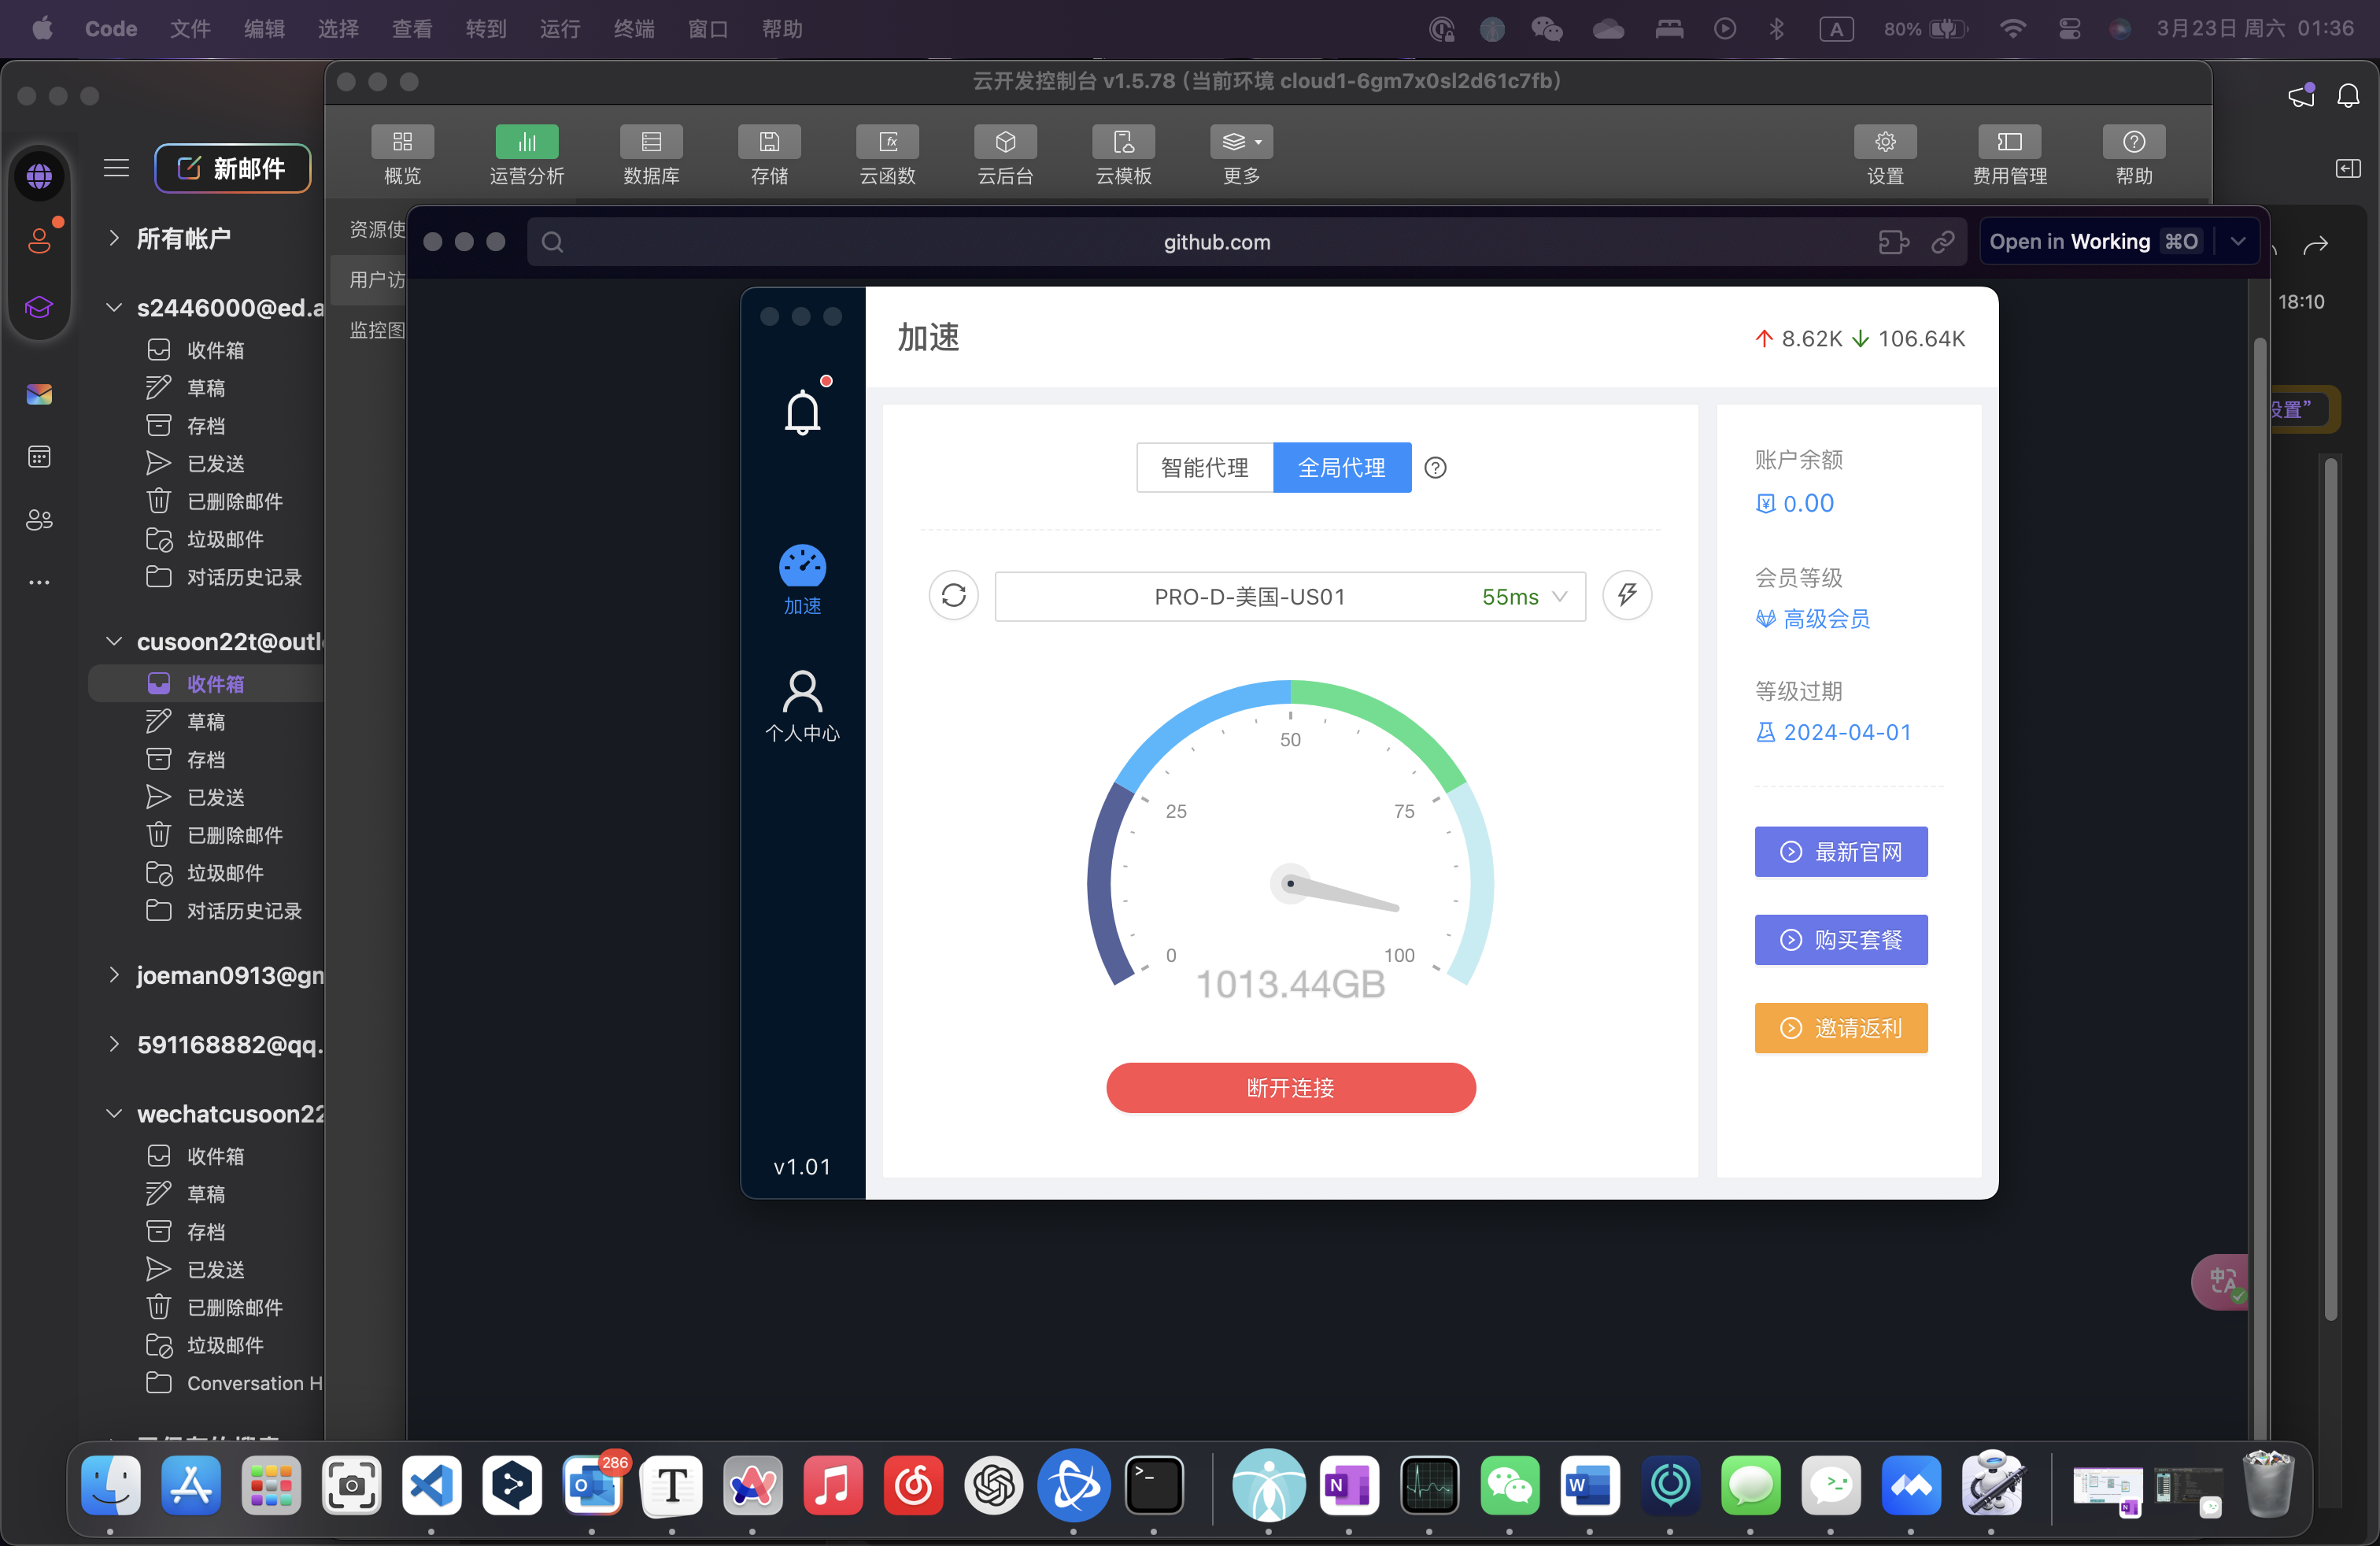 Code 文件 编辑 选择 查看 转到 运行 终端 窗口 帮助 A 80% 3月23日 周六 01:36
云开发控制台 v1.5.78 (当前环境 cloud1-6gm7x0sl2d61c7fb)
概览 运营分析 数据库 存储 云函数 云后台 云模板 更多 设置 费用管理 帮助
新邮件
所有帐户
s2446000@ed.a
收件箱
草稿
存档
已发送
已删除邮件
垃圾邮件
对话历史记录
cusoon22t@outl
收件箱
草稿
存档
已发送
已删除邮件
垃圾邮件
对话历史记录
joeman0913@gm
591168882@qq.
wechatcusoon22
收件箱
草稿
存档
已发送
已删除邮件
垃圾邮件
Conversation H
资源使
用户访
监控图
github.com
Open in Working ⌘O
18:10
设置”
加速
个人中心
v1.01
加速
↑ 8.62K ↓ 106.64K
智能代理 全局代理 ?
PRO-D-美国-US01 55ms
0
25
50
75
100
1013.44GB
断开连接
账户余额
0.00
会员等级
高级会员
等级过期
2024-04-01
最新官网
购买套餐
邀请返利
中A
286